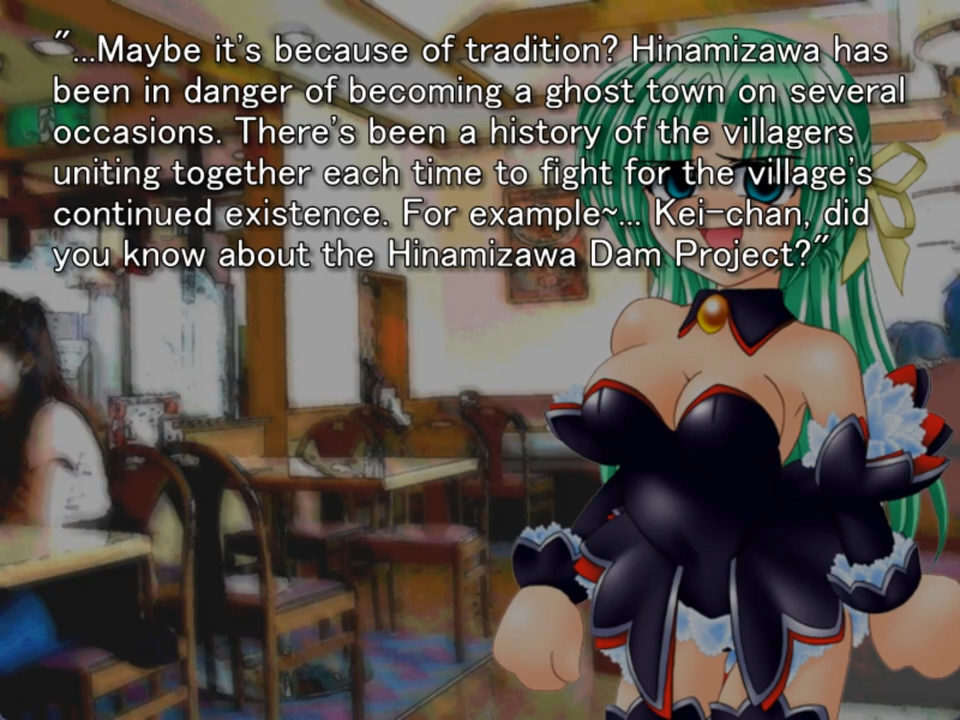 "...Maybe it's because of tradition? Hinamizawa has
been in danger of becoming a ghost town on several
occasions. There's been a history of the villagers
uniting together each time to fight for the village's
continued existence. For example~... Kei-chan, did
you know about the Hinamizawa Dam Project?"